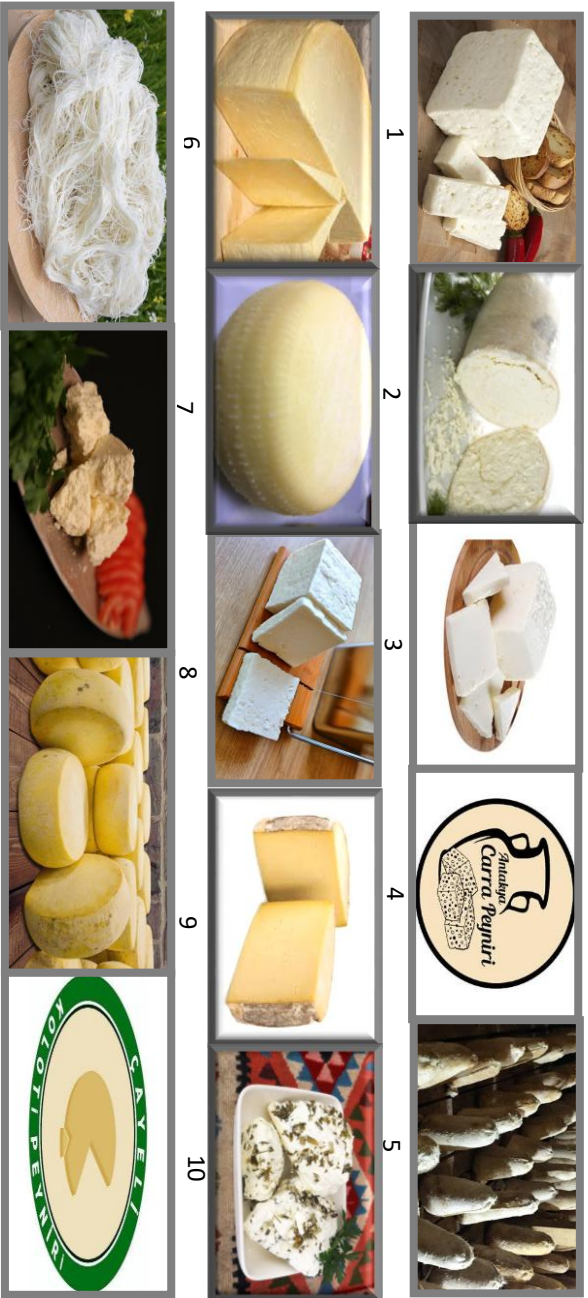 Antakya
Carra Peyniri
1 2 3 4 5
6 7 8 9 10
ÇAYELİ
KOLOTİ PEYNİRİ